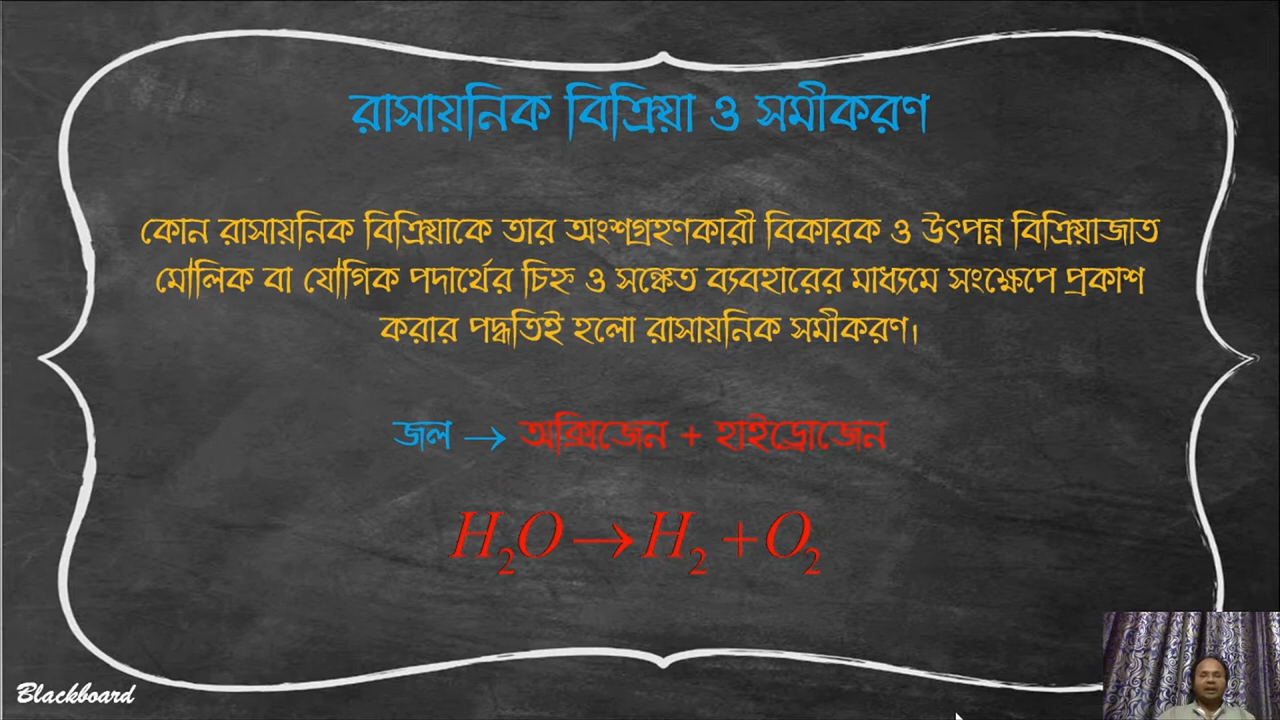 রাসায়নিক বিক্রিয়া ও সমীকরণ
কোন রাসায়নিক বিক্রিয়াকে তার অংশগ্রহণকারী বিকারক ও উৎপন্ন বিক্রিয়াজাত
মৌলিক বা যৌগিক পদার্থের চিহ্ন ও সঙ্কেত ব্যবহারের মাধ্যমে সংক্ষেপে প্রকাশ
করার পদ্ধতিই হলো রাসায়নিক সমীকরণ।
জল → অক্সিজেন + হাইড্রোজেন
H₂O → H₂ + O₂
Blackboard